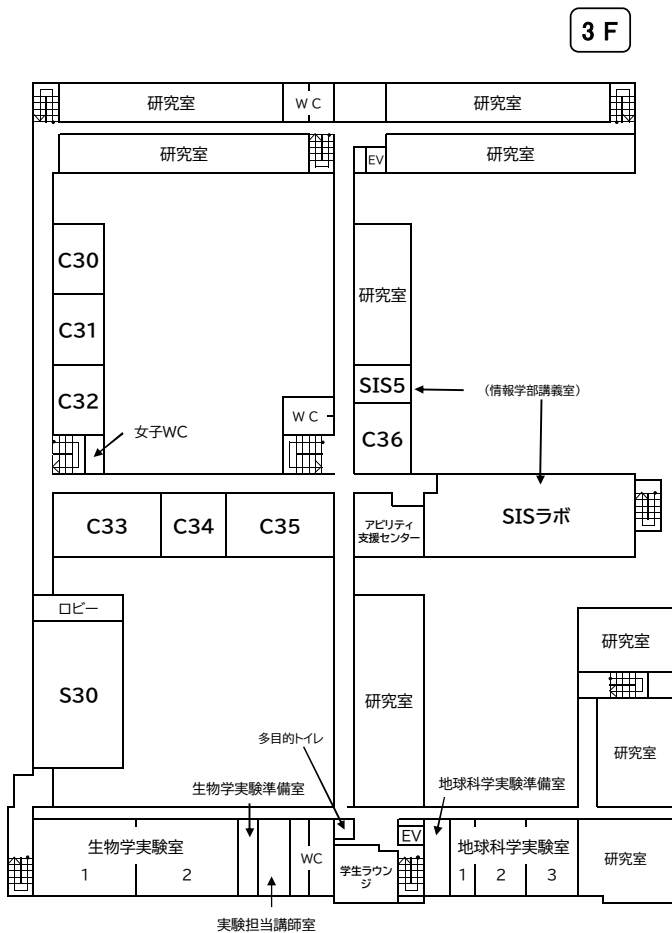 3 F
研究室
WC
研究室
研究室
EV
研究室
C30
研究室
C31
SIS5
（情報学部講義室）
C32
WC
C36
女子WC
C33
C34
C35
アビリティ
支援センター
SISラボ
ロビー
研究室
S30
研究室
多目的トイレ
研究室
生物学実験準備室
地球科学実験準備室
EV
生物学実験室
WC
地球科学実験室
研究室
1
2
学生ラウン
ジ
1
2
3
実験担当講師室